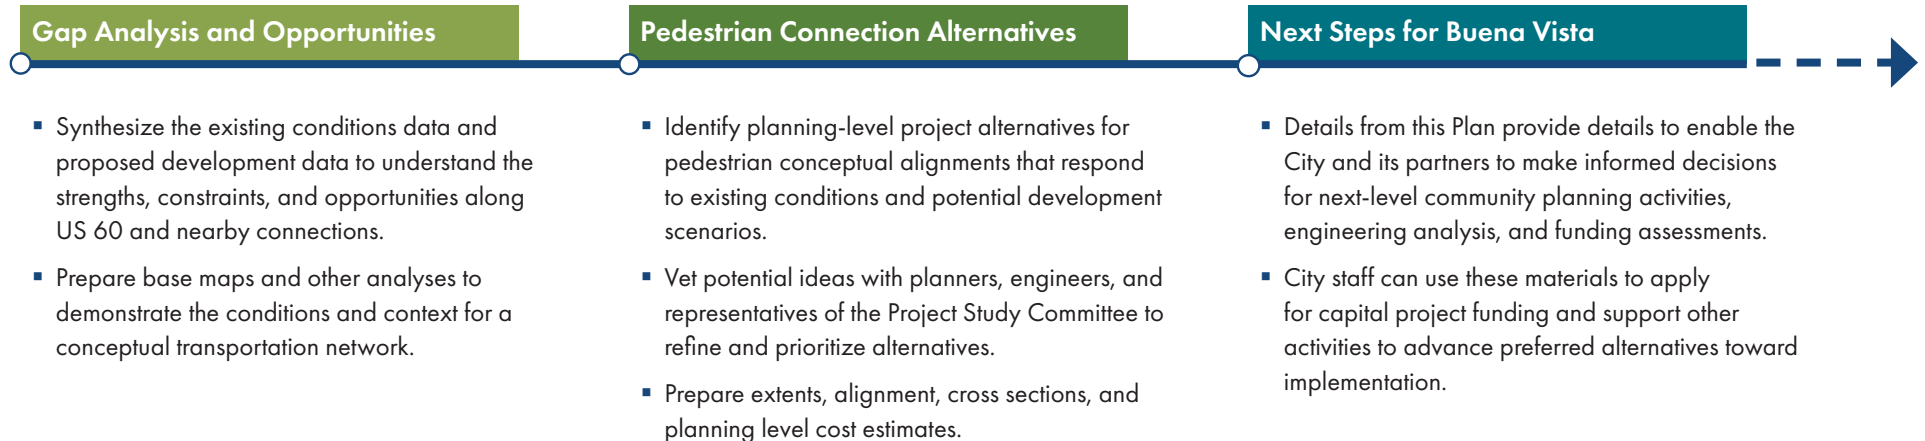 Gap Analysis and Opportunities
▪ Synthesize the existing conditions data and
proposed development data to understand the
strengths, constraints, and opportunities along
US 60 and nearby connections.
▪ Prepare base maps and other analyses to
demonstrate the conditions and context for a
conceptual transportation network.
Pedestrian Connection Alternatives
▪ Identify planning-level project alternatives for
pedestrian conceptual alignments that respond
to existing conditions and potential development
scenarios.
▪ Vet potential ideas with planners, engineers, and
representatives of the Project Study Committee to
refine and prioritize alternatives.
▪ Prepare extents, alignment, cross sections, and
planning level cost estimates.
Next Steps for Buena Vista
▪ Details from this Plan provide details to enable the
City and its partners to make informed decisions
for next-level community planning activities,
engineering analysis, and funding assessments.
▪ City staff can use these materials to apply
for capital project funding and support other
activities to advance preferred alternatives toward
implementation.